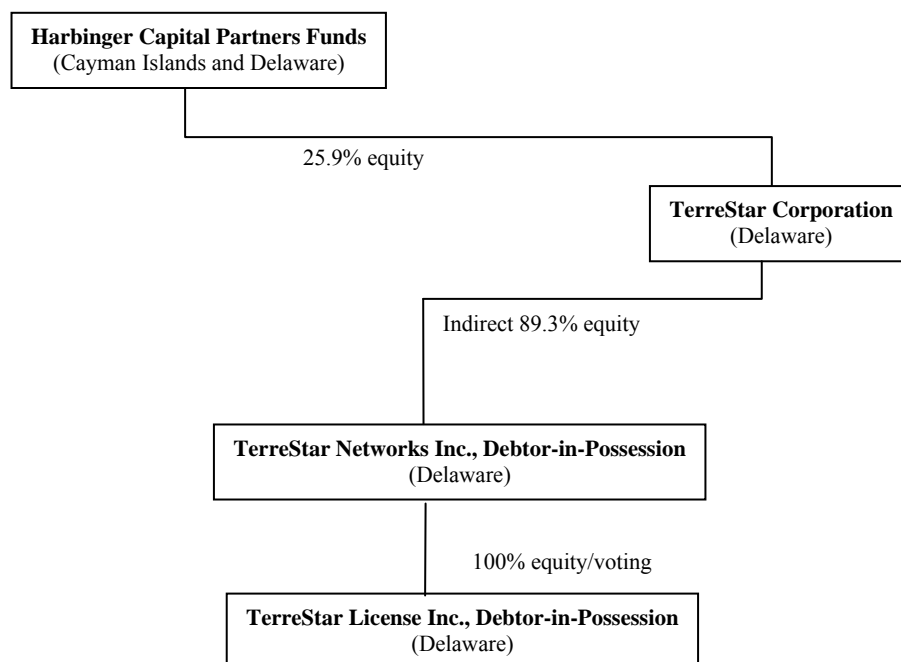 Harbinger Capital Partners Funds
(Cayman Islands and Delaware)
25.9% equity
TerreStar Corporation
(Delaware)
Indirect 89.3% equity
TerreStar Networks Inc., Debtor-in-Possession
(Delaware)
100% equity/voting
TerreStar License Inc., Debtor-in-Possession
(Delaware)